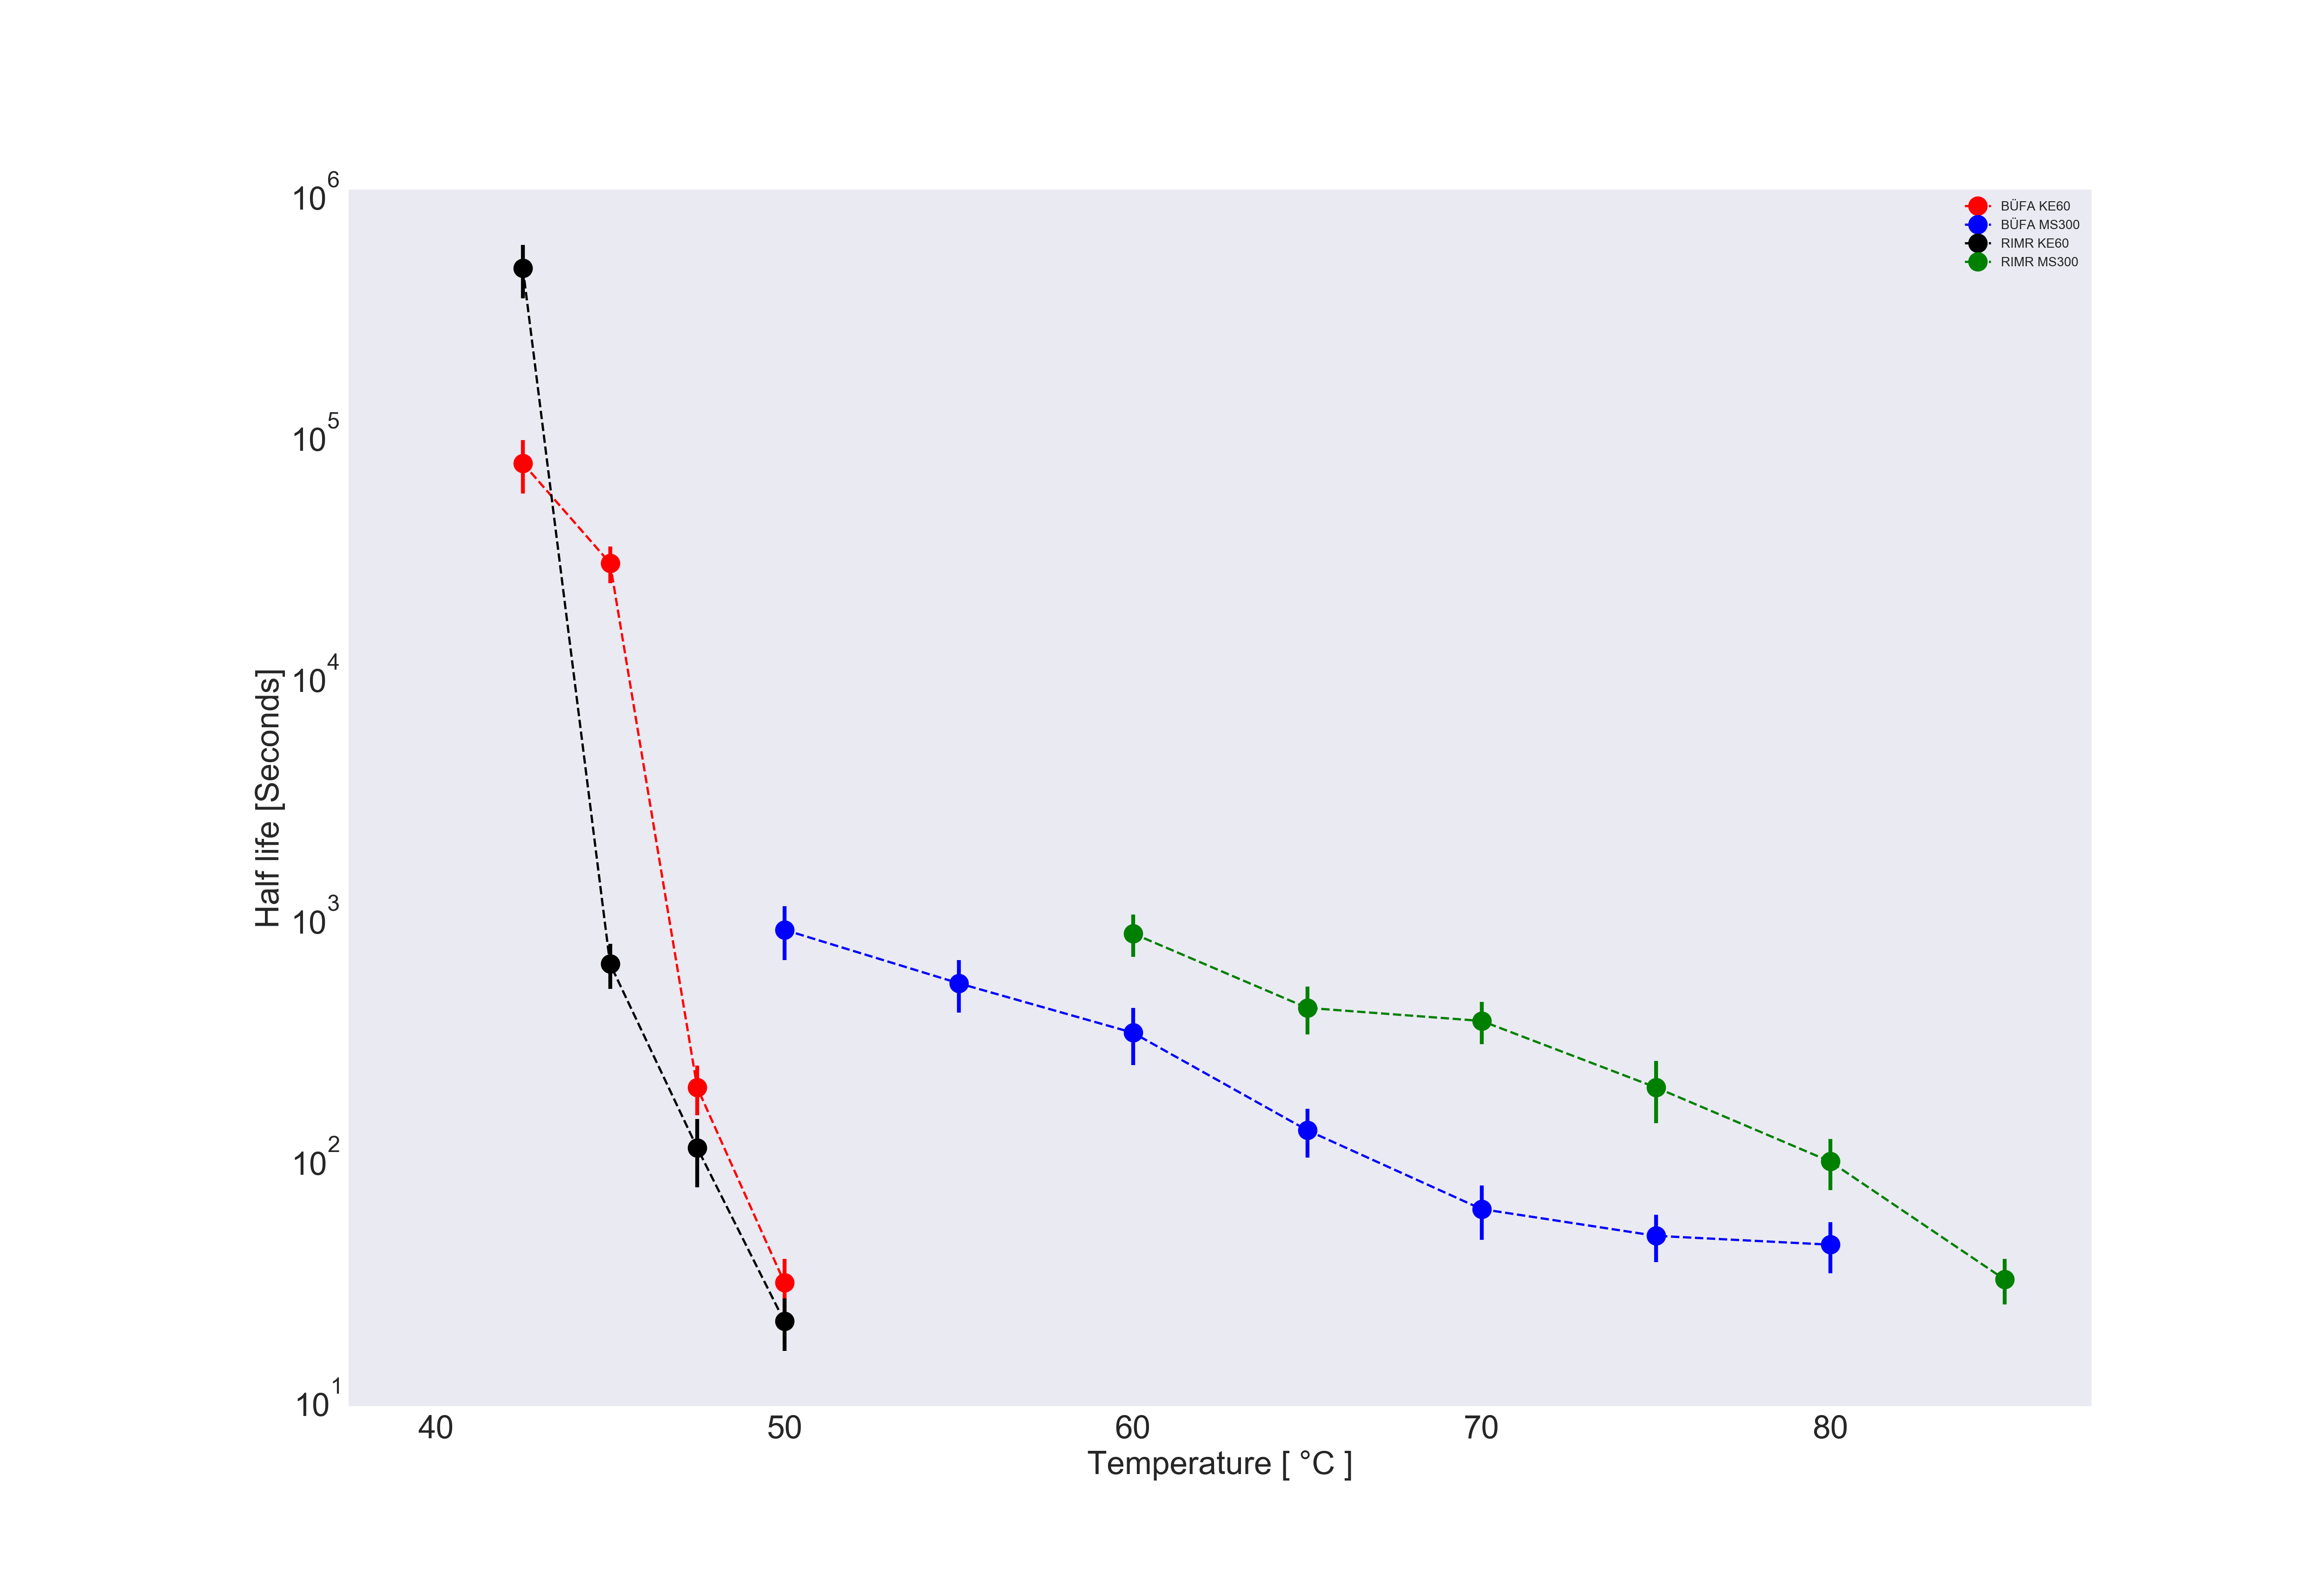 10^6
10^5
10^4
10^3
10^2
10^1
Half life [Seconds]
BÜFA KE60
BÜFA MS300
RIMR KE60
RIMR MS300
40 50 60 70 80
Temperature [ °C ]